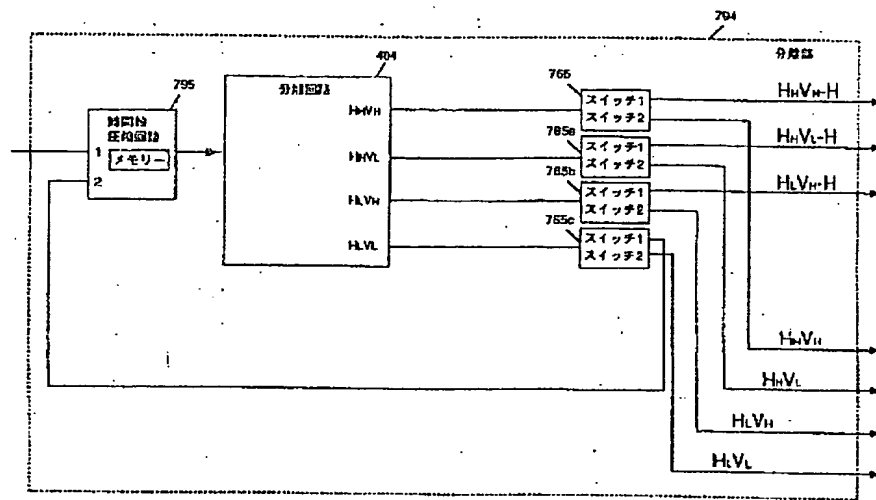 794
分離部
795
時間軸
圧縮回路
1
メモリー
2
404
分離回路
HHVH
HHVL
HLVH
HLVL
765
スイッチ1
スイッチ2
765a
スイッチ1
スイッチ2
765b
スイッチ1
スイッチ2
765c
スイッチ1
スイッチ2
HHVH-H
HHVL-H
HLVH-H
HHVH
HHVL
HLVH
HLVL